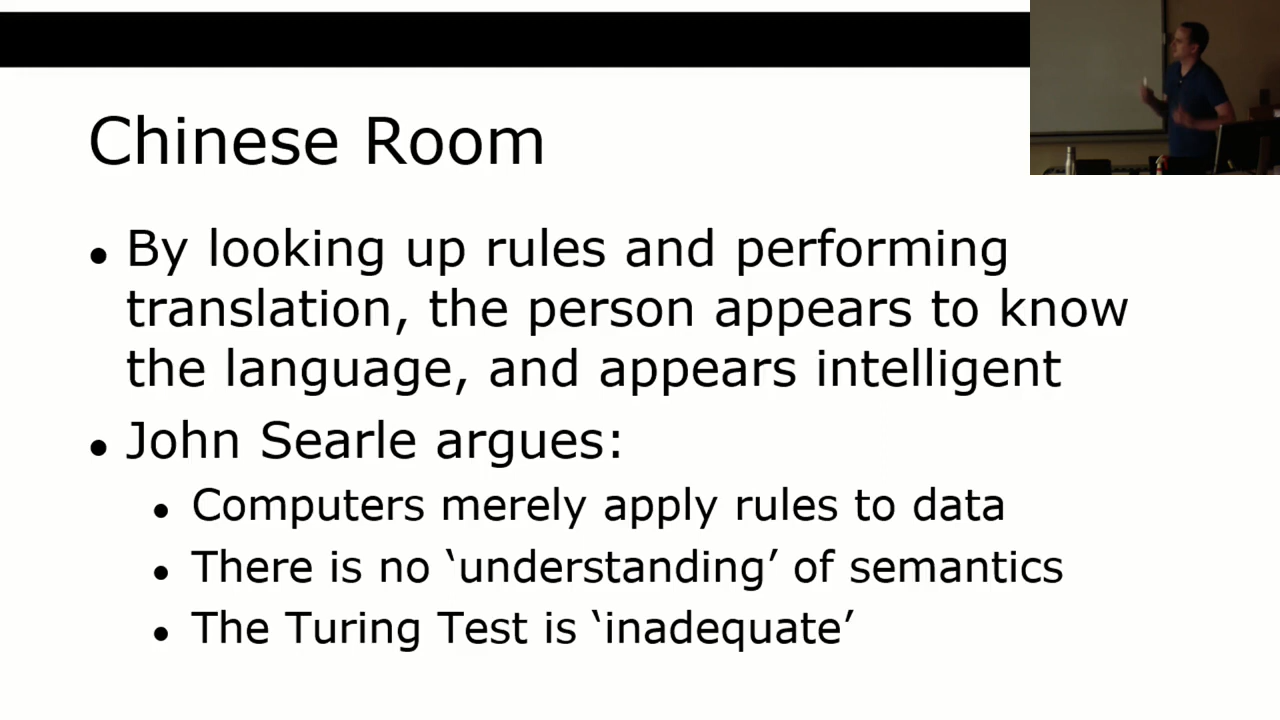 Chinese Room
• By looking up rules and performing
translation, the person appears to know
the language, and appears intelligent
• John Searle argues:
• Computers merely apply rules to data
• There is no ‘understanding’ of semantics
• The Turing Test is ‘inadequate’